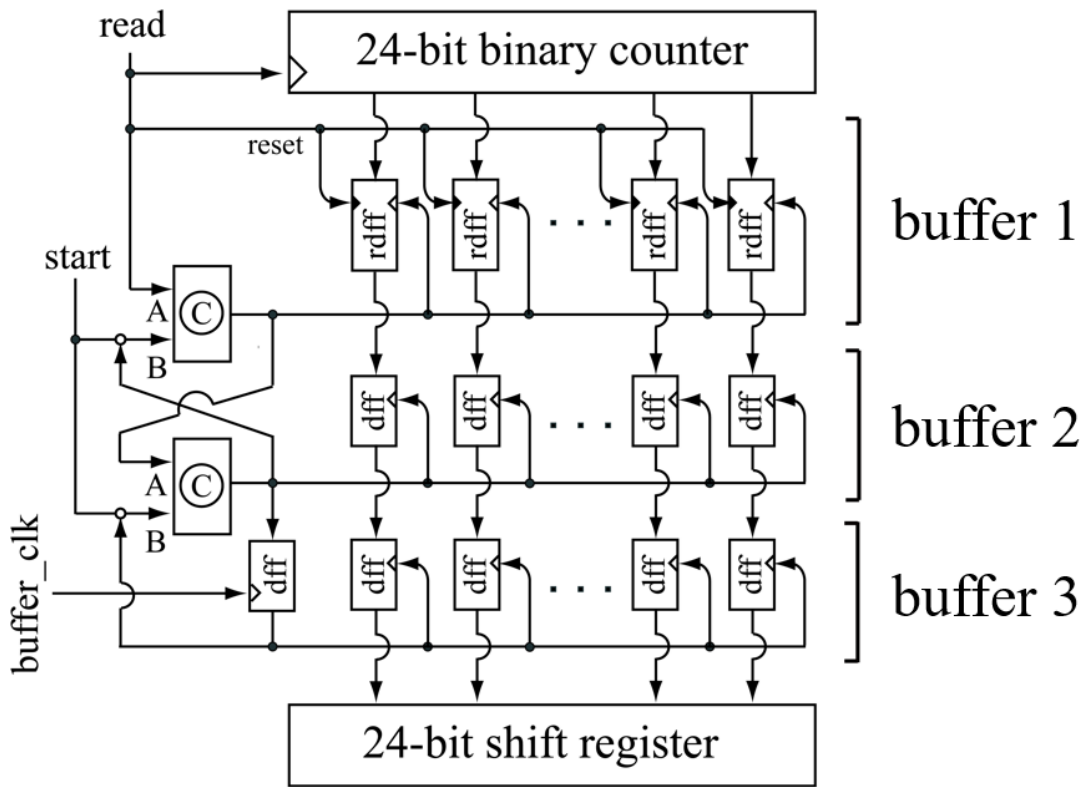 read
24-bit binary counter
reset
rdff rdff . . . rdff rdff
buffer 1
start
A
C
B
dff dff . . . dff dff
buffer 2
A
C
B
buffer_clk
dff
dff dff . . . dff dff
buffer 3
24-bit shift register